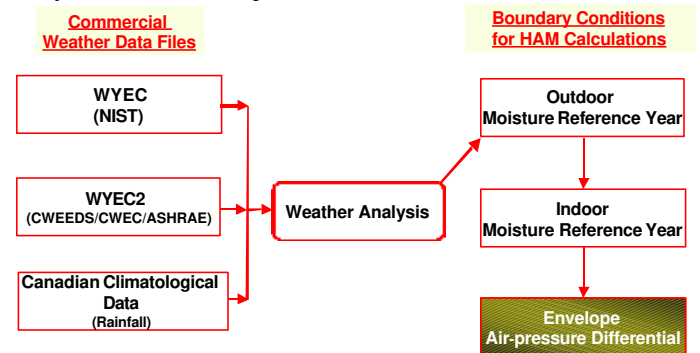 Commercial
Weather Data Files
WYEC
(NIST)
WYEC2
(CWEEDS/CWEC/ASHRAE)
Canadian Climatological
Data
(Rainfall)
Weather Analysis
Boundary Conditions
for HAM Calculations
Outdoor
Moisture Reference Year
Indoor
Moisture Reference Year
Envelope
Air-pressure Differential